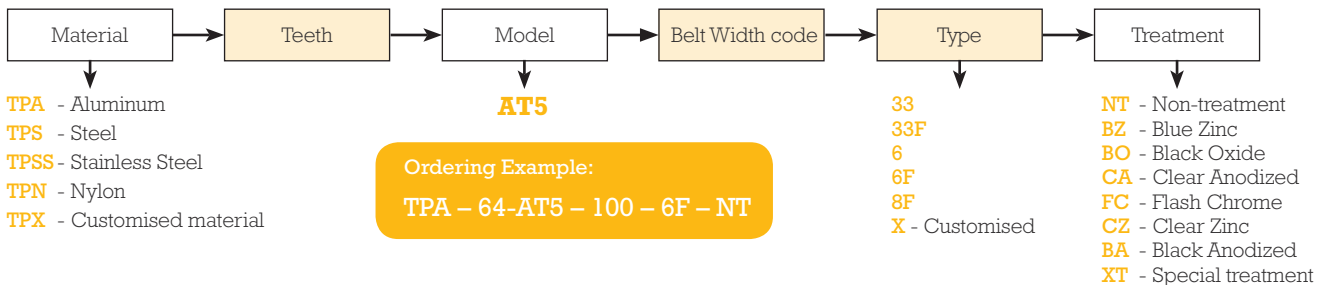 Material
Teeth
Model
Belt Width code
Type
Treatment
TPA - Aluminum
TPS - Steel
TPSS - Stainless Steel
TPN - Nylon
TPX - Customised material
AT5
Ordering Example:
TPA – 64-AT5 – 100 – 6F – NT
33
33F
6
6F
8F
X - Customised
NT - Non-treatment
BZ - Blue Zinc
BO - Black Oxide
CA - Clear Anodized
FC - Flash Chrome
CZ - Clear Zinc
BA - Black Anodized
XT - Special treatment